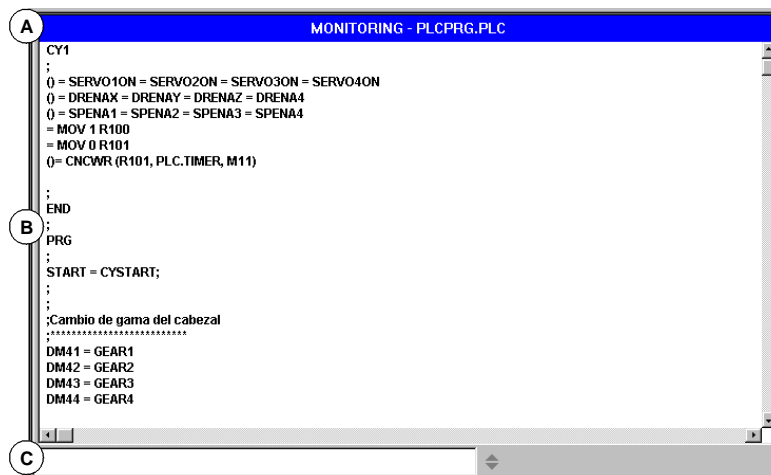 A
MONITORING - PLCPRG.PLC
CY1
;
() = SERVO1ON = SERVO2ON = SERVO3ON = SERVO4ON
() = DRENAX = DRENAY = DRENAZ = DRENA4
() = SPENA1 = SPENA2 = SPENA3 = SPENA4
= MOV 1 R100
= MOV 0 R101
()= CNCWR (R101, PLC.TIMER, M11)
;
END
B
;
PRG
;
START = CYSTART;
;
;
;Cambio de gama del cabezal
;**************************
DM41 = GEAR1
DM42 = GEAR2
DM43 = GEAR3
DM44 = GEAR4
C